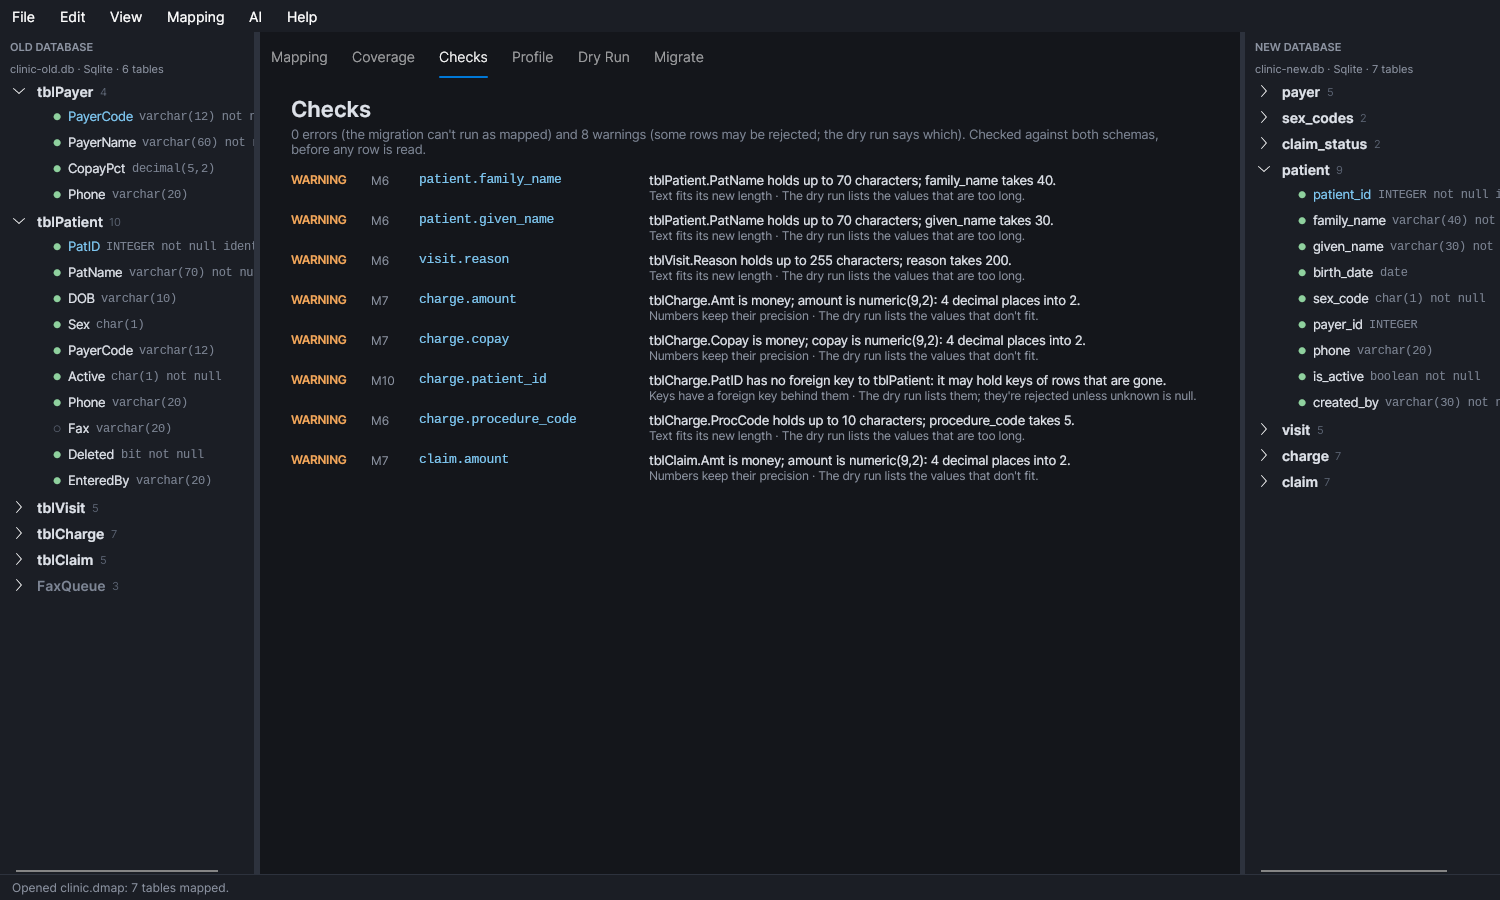 File Edit View Mapping AI Help
OLD DATABASE
clinic-old.db · Sqlite · 6 tables
tblPayer 4
PayerCode varchar(12) not
PayerName varchar(60) not
CopayPct decimal(5,2)
Phone varchar(20)
tblPatient 10
PatID INTEGER not null ident
PatName varchar(70) not nu
DOB varchar(10)
Sex char(1)
PayerCode varchar(12)
Active char(1) not null
Phone varchar(20)
Fax varchar(20)
Deleted bit not null
EnteredBy varchar(20)
tblVisit 5
tblCharge 7
tblClaim 5
FaxQueue 3
Mapping Coverage Checks Profile Dry Run Migrate
Checks
0 errors (the migration can't run as mapped) and 8 warnings (some rows may be rejected; the dry run says which). Checked against both schemas,
before any row is read.
WARNING M6 patient.family_name tblPatient.PatName holds up to 70 characters; family_name takes 40.
Text fits its new length · The dry run lists the values that are too long.
WARNING M6 patient.given_name tblPatient.PatName holds up to 70 characters; given_name takes 30.
Text fits its new length · The dry run lists the values that are too long.
WARNING M6 visit.reason tblVisit.Reason holds up to 255 characters; reason takes 200.
Text fits its new length · The dry run lists the values that are too long.
WARNING M7 charge.amount tblCharge.Amt is money; amount is numeric(9,2): 4 decimal places into 2.
Numbers keep their precision · The dry run lists the values that don't fit.
WARNING M7 charge.copay tblCharge.Copay is money; copay is numeric(9,2): 4 decimal places into 2.
Numbers keep their precision · The dry run lists the values that don't fit.
WARNING M10 charge.patient_id tblCharge.PatID has no foreign key to tblPatient: it may hold keys of rows that are gone.
Keys have a foreign key behind them · The dry run lists them; they're rejected unless unknown is null.
WARNING M6 charge.procedure_code tblCharge.ProcCode holds up to 10 characters; procedure_code takes 5.
Text fits its new length · The dry run lists the values that are too long.
WARNING M7 claim.amount tblClaim.Amt is money; amount is numeric(9,2): 4 decimal places into 2.
Numbers keep their precision · The dry run lists the values that don't fit.
NEW DATABASE
clinic-new.db · Sqlite · 7 tables
payer 5
sex_codes 2
claim_status 2
patient 9
patient_id INTEGER not null
family_name varchar(40) not
given_name varchar(30) not
birth_date date
sex_code char(1) not null
payer_id INTEGER
phone varchar(20)
is_active boolean not null
created_by varchar(30) not
visit 5
charge 7
claim 7
Opened clinic.dmap: 7 tables mapped.